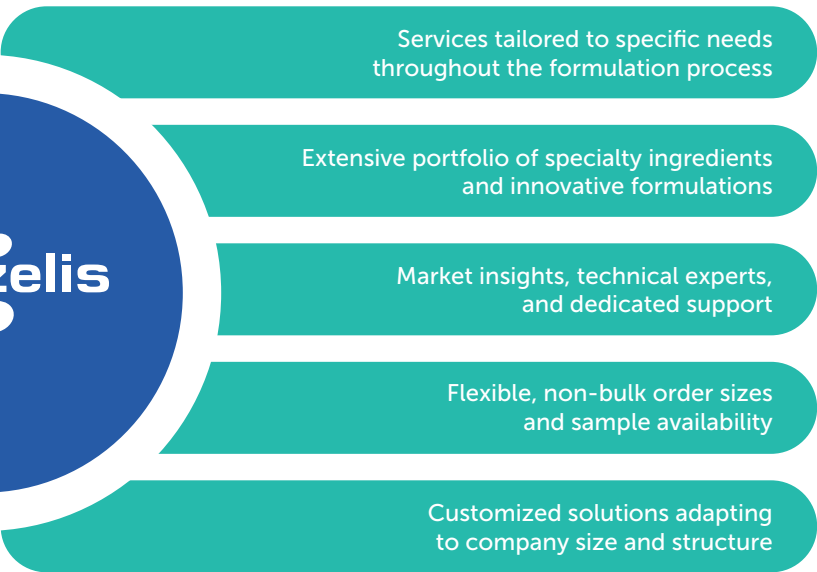 Services tailored to specific needs
throughout the formulation process
Extensive portfolio of specialty ingredients
and innovative formulations
zelis
Market insights, technical experts,
and dedicated support
Flexible, non-bulk order sizes
and sample availability
Customized solutions adapting
to company size and structure